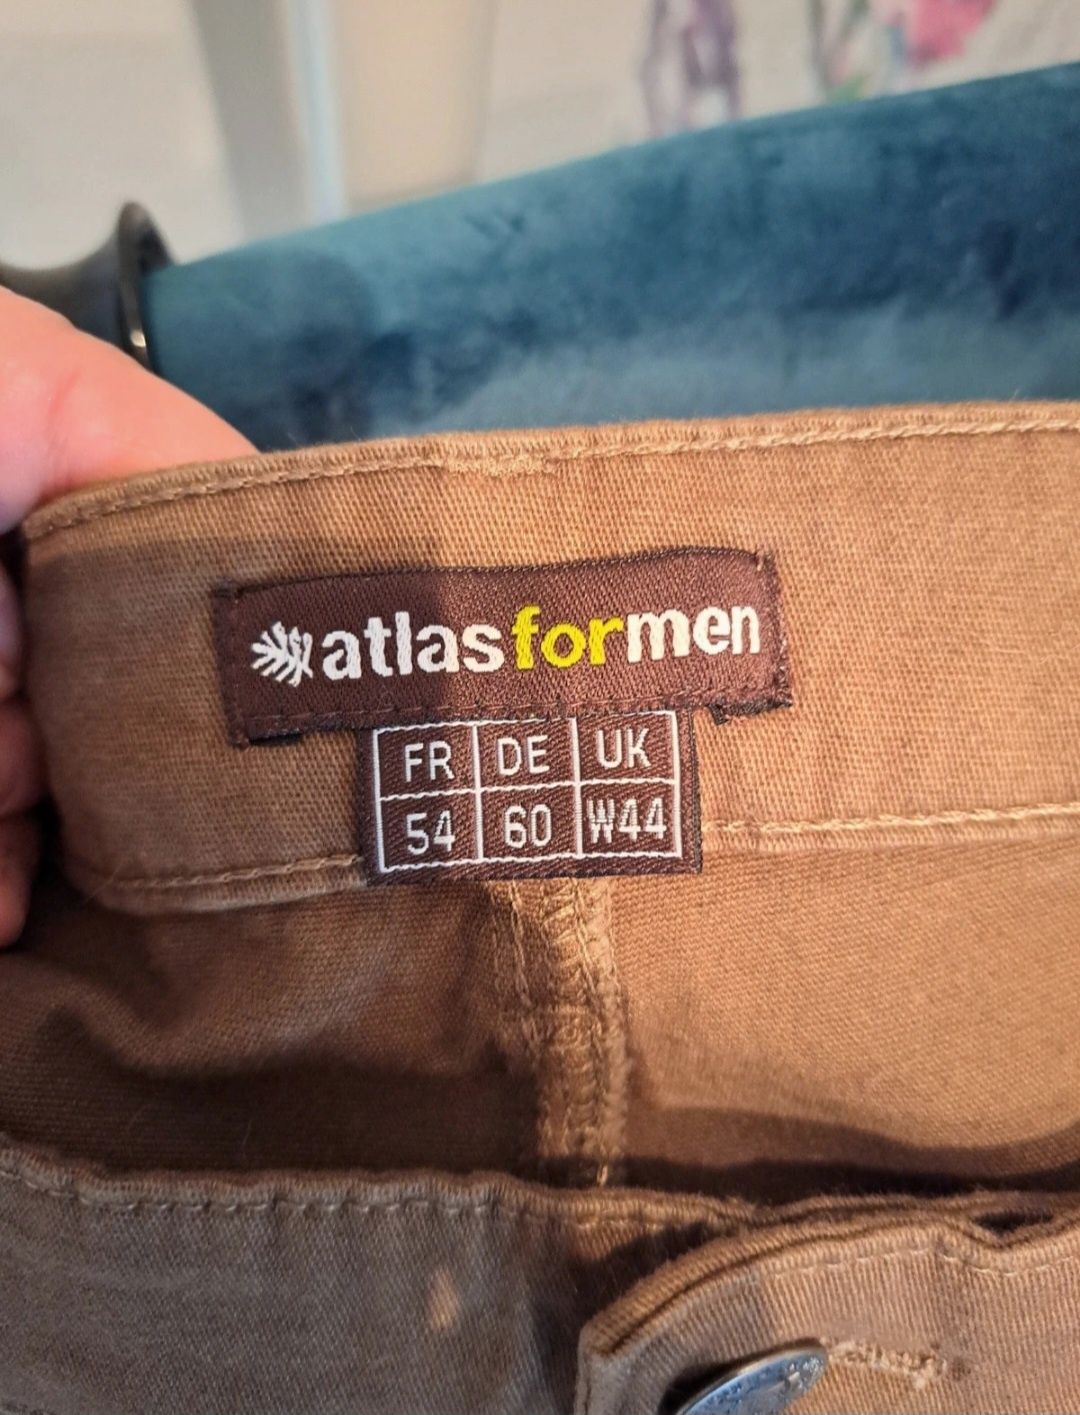 atlasformen
FR DE UK
54 60 W44